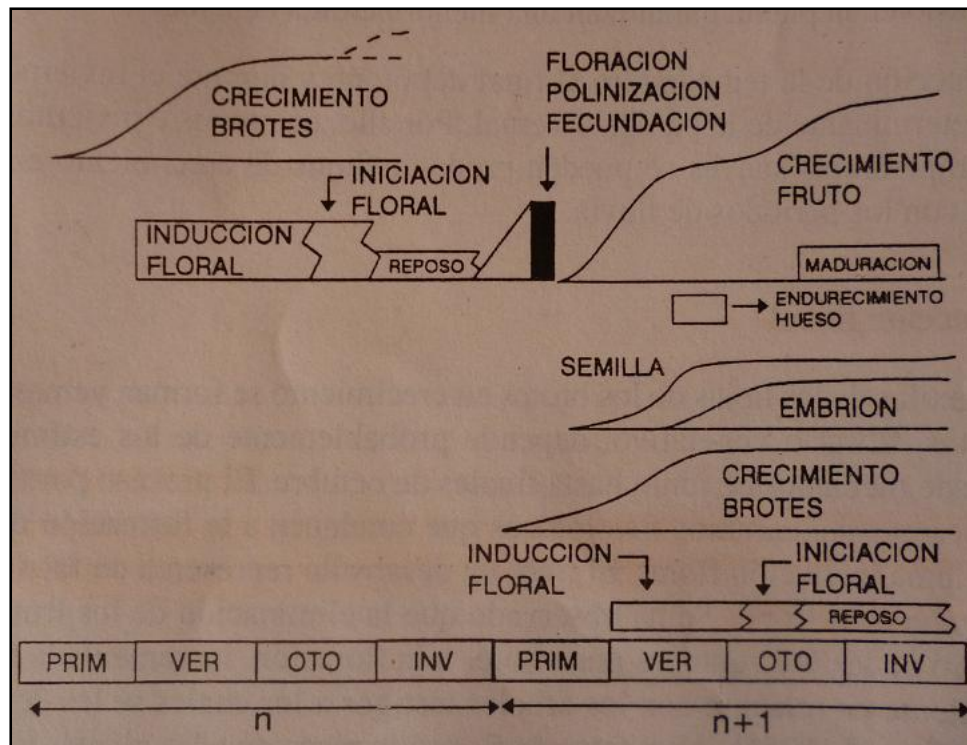 CRECIMIENTO
BROTES
FLORACION
POLINIZACION
FECUNDACION
CRECIMIENTO
FRUTO
INICIACION
FLORAL
INDUCCION
FLORAL
REPOSO
MADURACION
ENDURECIMIENTO
HUESO
SEMILLA
EMBRION
CRECIMIENTO
BROTES
INDUCCION
FLORAL
INICIACION
FLORAL
REPOSO
PRIM VER OTO INV PRIM VER OTO INV
n n+1